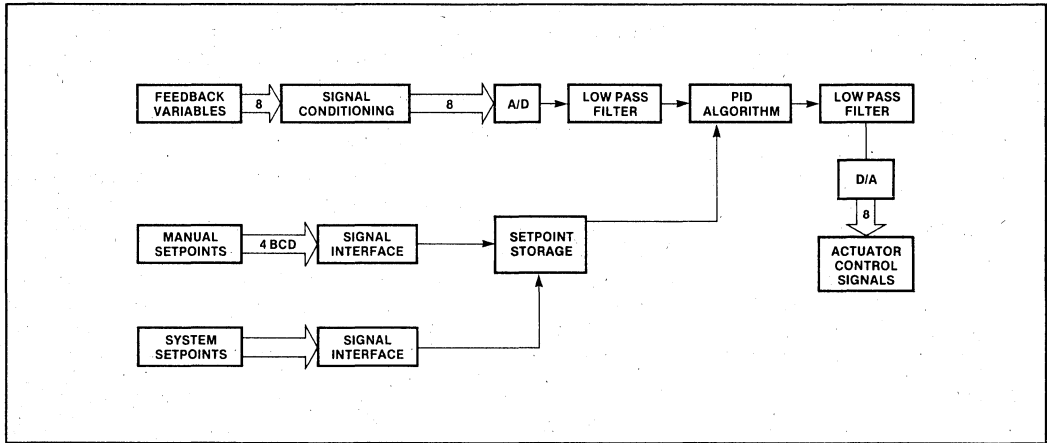 FEEDBACK
VARIABLES
8
SIGNAL
CONDITIONING
8
A/D
LOW PASS
FILTER
PID
ALGORITHM
LOW PASS
FILTER
D/A
8
ACTUATOR
CONTROL
SIGNALS
MANUAL
SETPOINTS
4 BCD
SIGNAL
INTERFACE
SETPOINT
STORAGE
SYSTEM
SETPOINTS
SIGNAL
INTERFACE